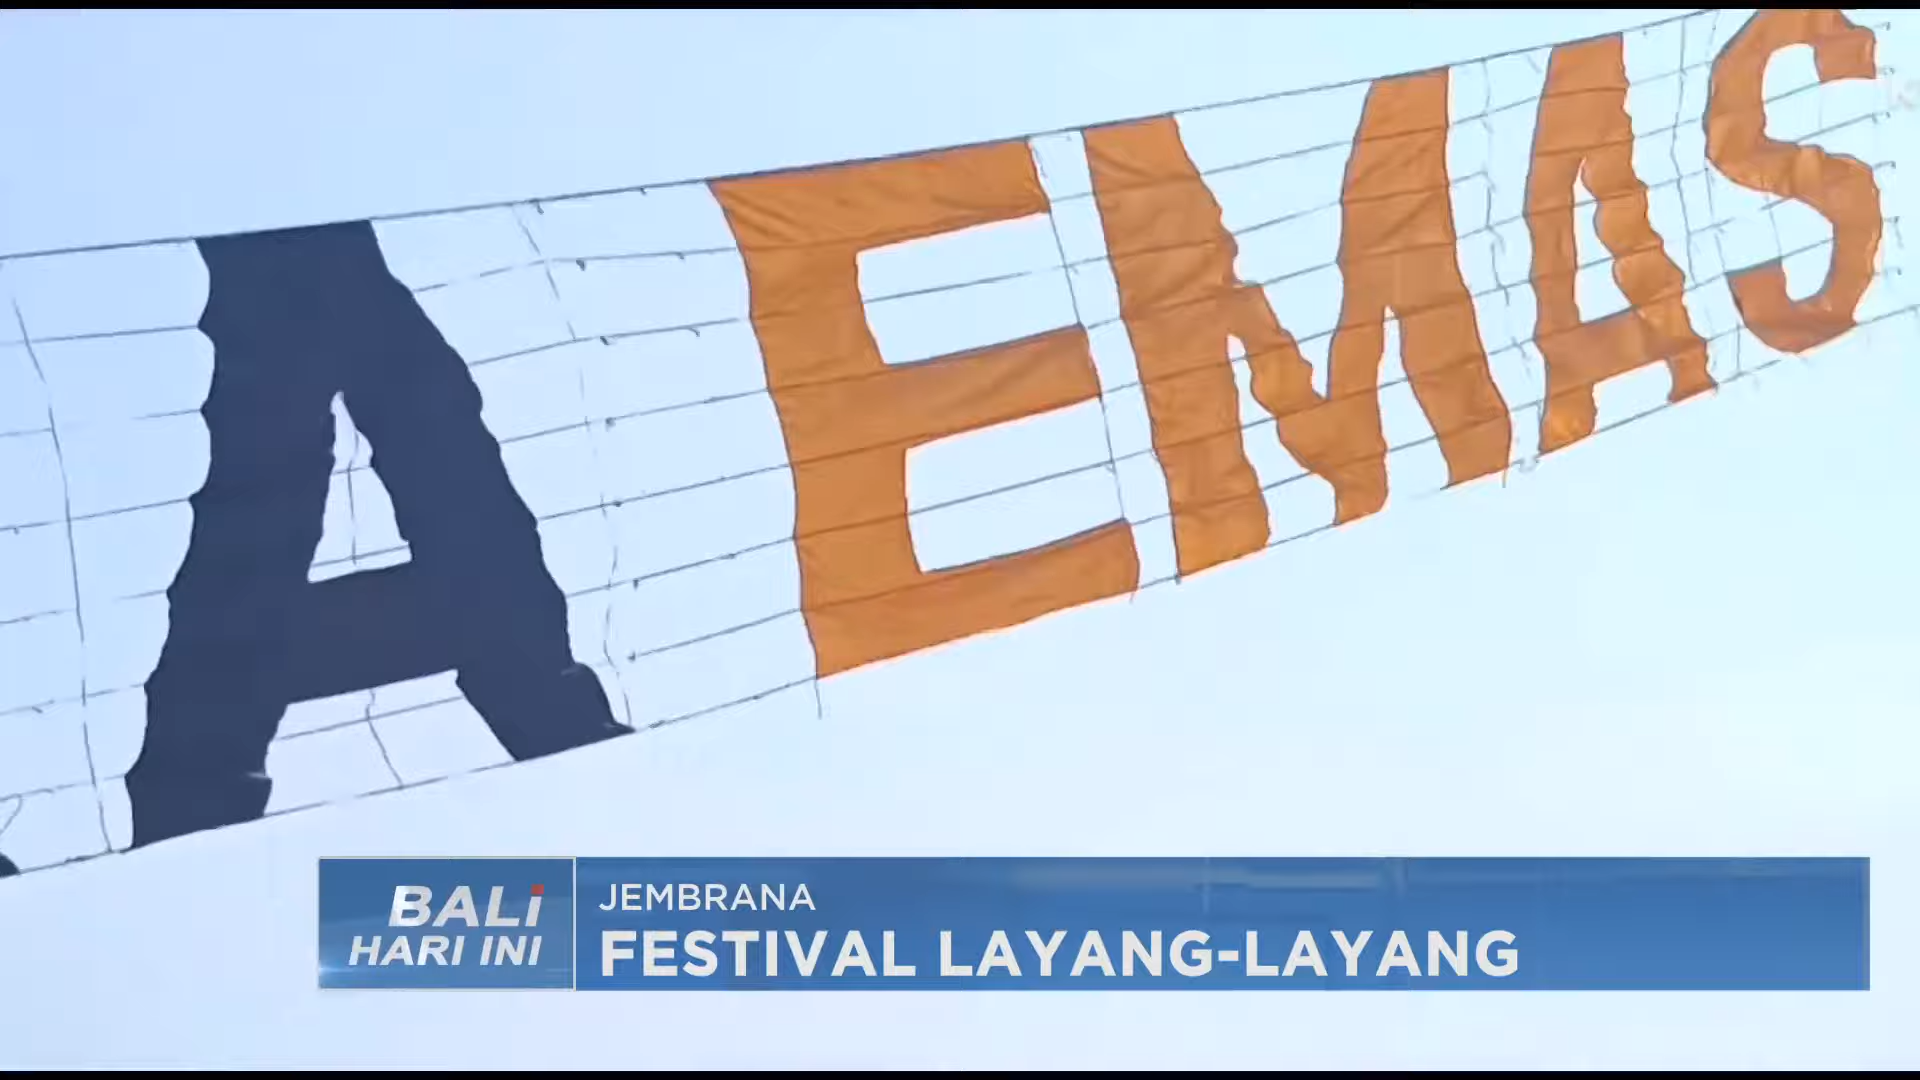 A EMAS
BALi
HARI INI
JEMBRANA
FESTIVAL LAYANG-LAYANG